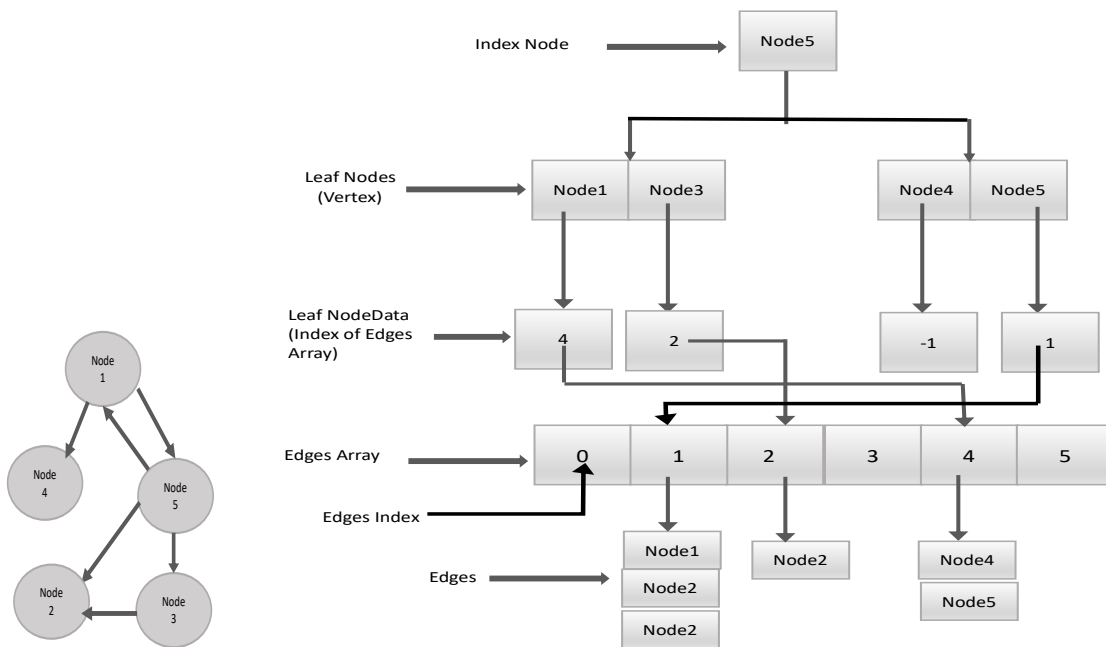 Index Node
Node5
Leaf Nodes
(Vertex)
Node1
Node3
Node4
Node5
Leaf NodeData
(Index of Edges
Array)
4
2
-1
1
Edges Array
0
1
2
3
4
5
Edges Index
Edges
Node1
Node2
Node2
Node2
Node4
Node5
Node
1
Node
4
Node
5
Node
2
Node
3